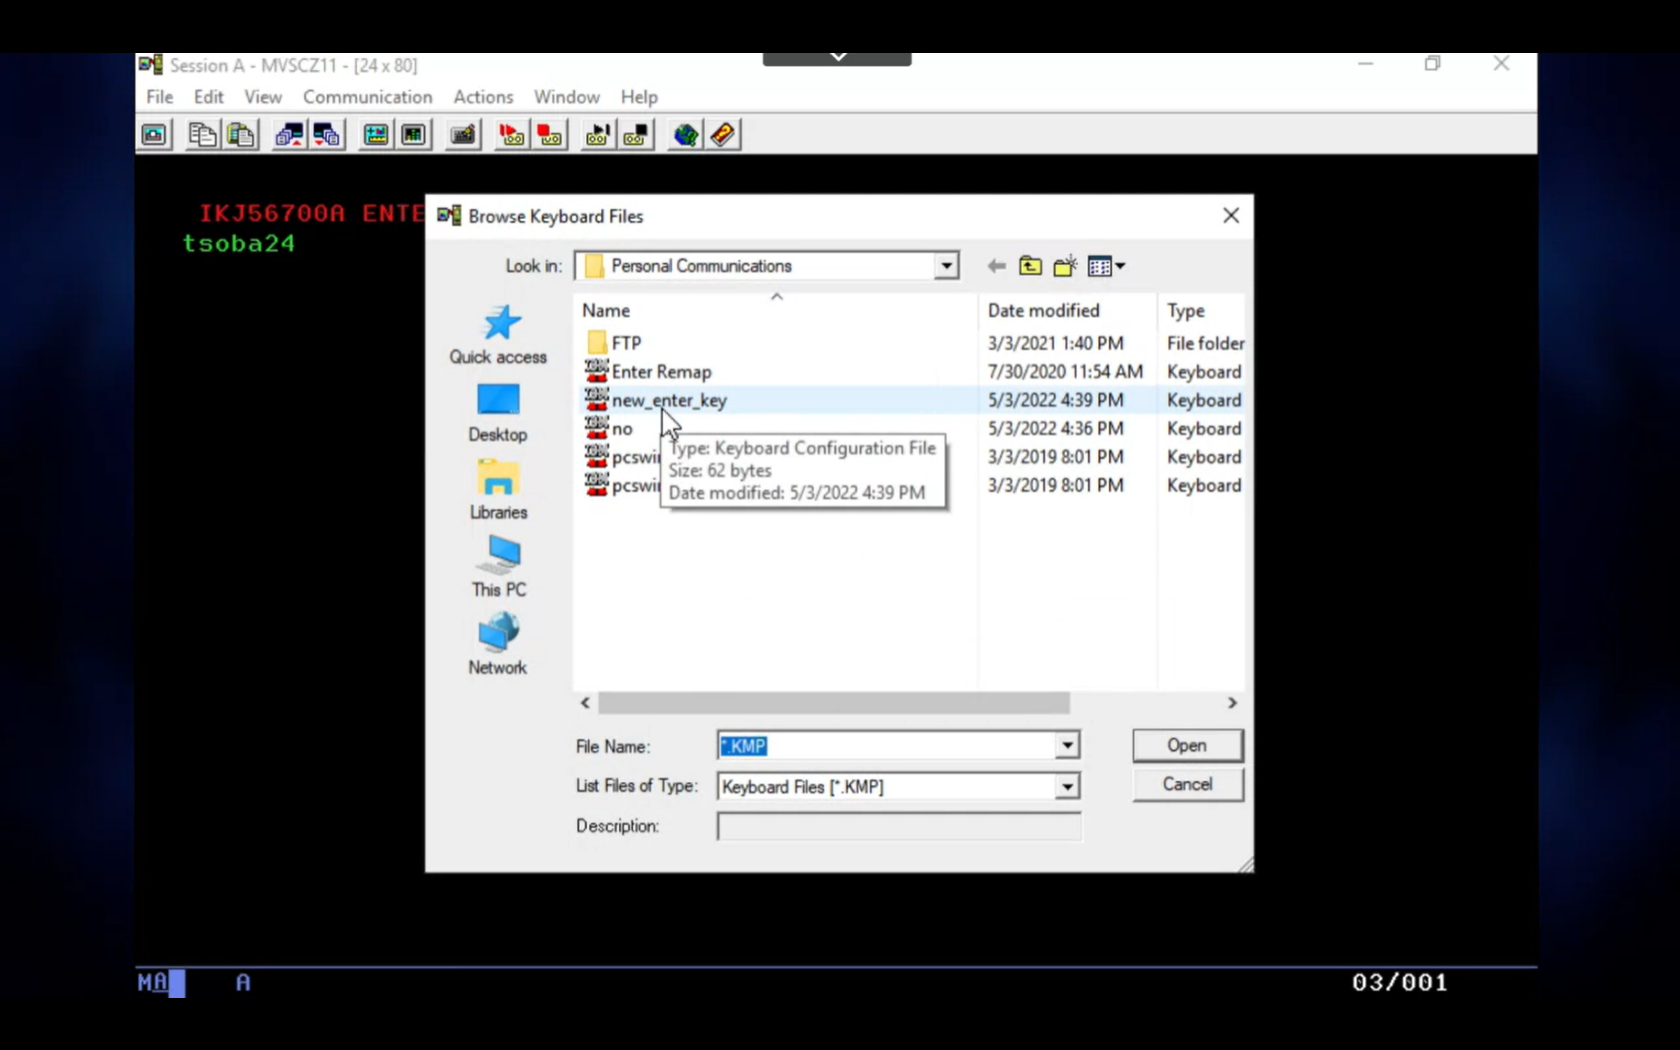 Session A - MVSCZ11 - [24 x 80]
File Edit View Communication Actions Window Help
IKJ56700A ENTE
tsoba24
Browse Keyboard Files
Look in: Personal Communications
Name Date modified Type
FTP 3/3/2021 1:40 PM File folder
Enter Remap 7/30/2020 11:54 AM Keyboard
new_enter_key 5/3/2022 4:39 PM Keyboard
no 5/3/2022 4:36 PM Keyboard
pcswi 3/3/2019 8:01 PM Keyboard
pcswi 3/3/2019 8:01 PM Keyboard
Type: Keyboard Configuration File
Size: 62 bytes
Date modified: 5/3/2022 4:39 PM
Quick access
Desktop
Libraries
This PC
Network
File Name: *.KMP Open
List Files of Type: Keyboard Files [*.KMP] Cancel
Description:
MA A 03/001